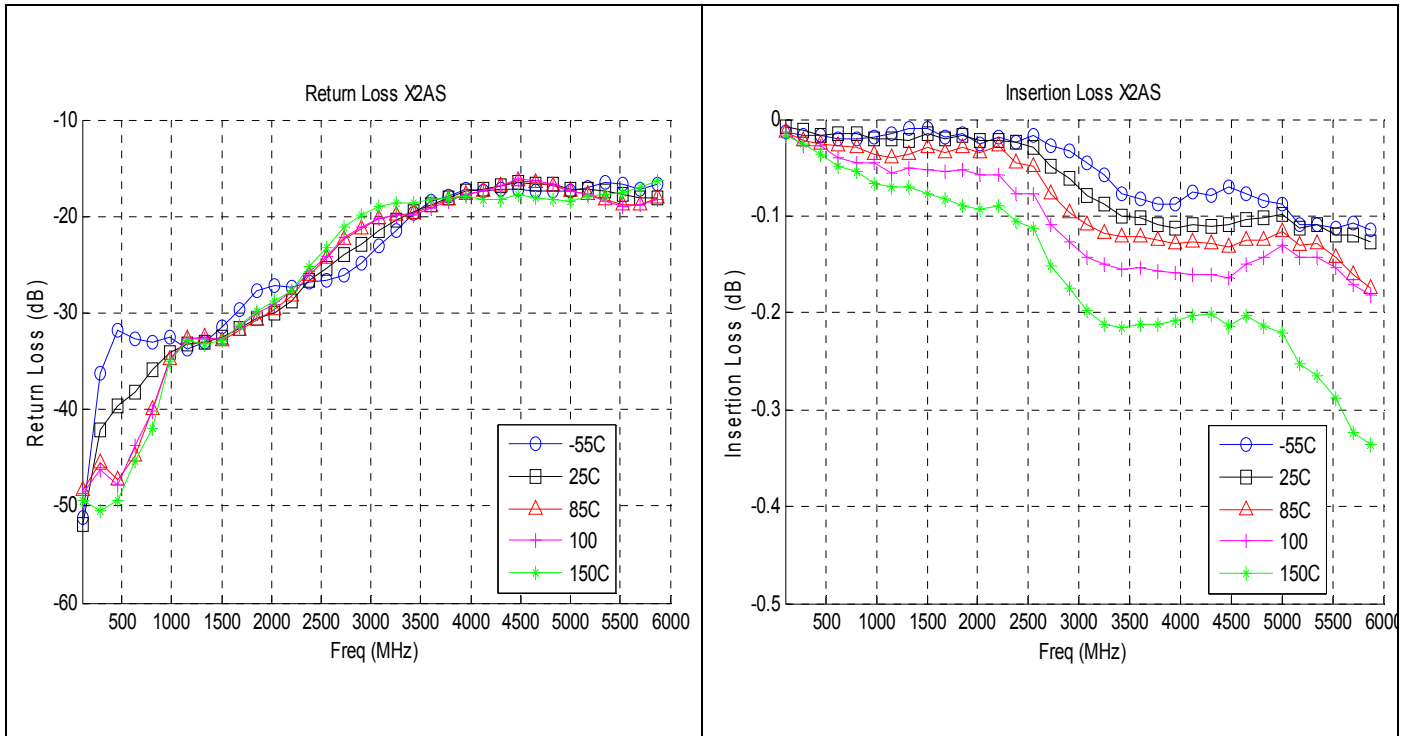 Return Loss X2AS
-10
-20
-30
-40
-50
-60
Return Loss (dB)
500 1000 1500 2000 2500 3000 3500 4000 4500 5000 5500 6000
Freq (MHz)
-55C
25C
85C
100
150C
Insertion Loss X2AS
0
-0.1
-0.2
-0.3
-0.4
-0.5
Insertion Loss (dB)
500 1000 1500 2000 2500 3000 3500 4000 4500 5000 5500 6000
Freq (MHz)
-55C
25C
85C
100
150C